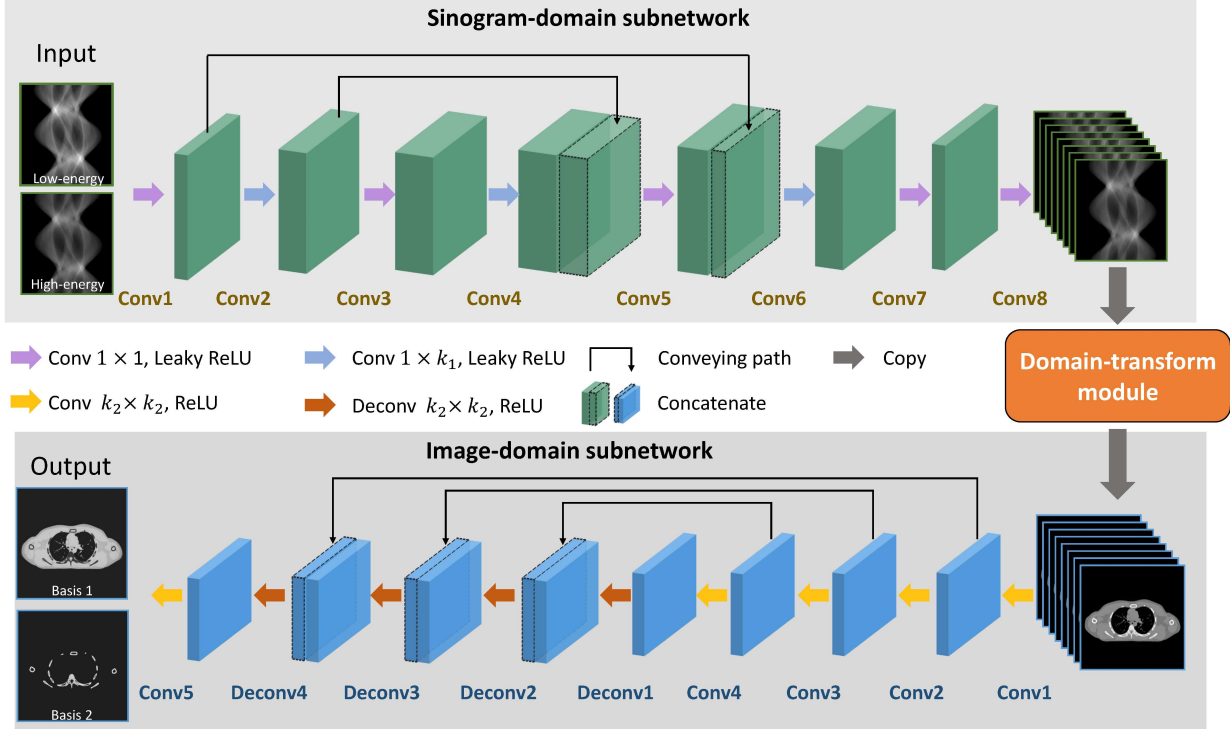 Sinogram-domain subnetwork
Input
Low-energy
High-energy
Conv1 Conv2 Conv3 Conv4 Conv5 Conv6 Conv7 Conv8
Conv 1 × 1, Leaky ReLU
Conv 1 × k₁, Leaky ReLU
Conveying path
Copy
Conv k₂× k₂, ReLU
Deconv k₂× k₂, ReLU
Concatenate
Domain-transform
module
Image-domain subnetwork
Output
Basis 1
Basis 2
Conv5 Deconv4 Deconv3 Deconv2 Deconv1 Conv4 Conv3 Conv2 Conv1